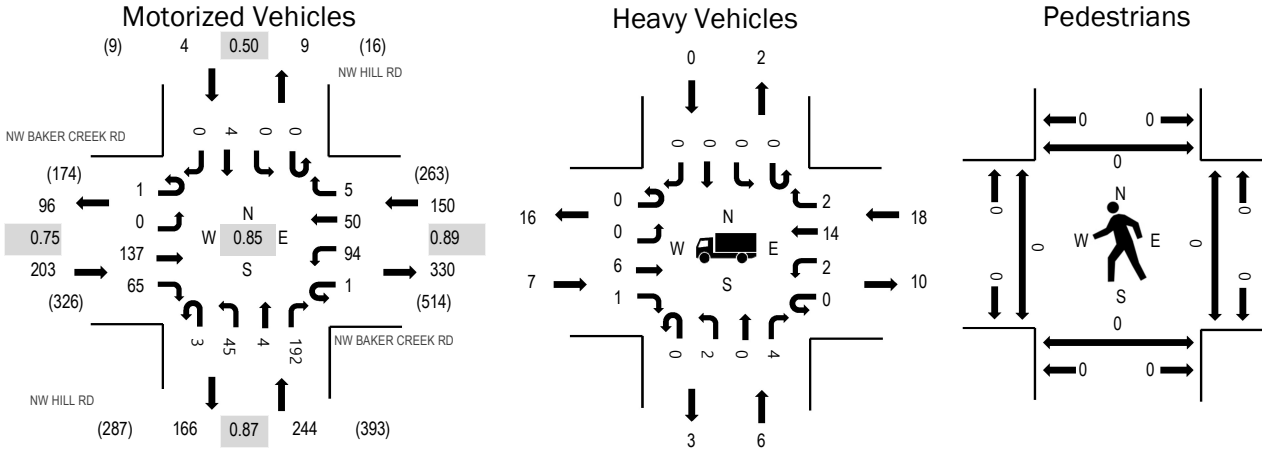 Motorized Vehicles
Heavy Vehicles
Pedestrians
(9) 4 0.50 9 (16)
NW HILL RD
NW BAKER CREEK RD
0 4 0 0
(174)
96
0.75
203
(326)
1
0
137
65
N
W 0.85 E
S
5
50
94
1
(263)
150
0.89
330
(514)
3 45 4 192
NW BAKER CREEK RD
NW HILL RD
(287) 166 0.87 244 (393)
0 2
0 0 0 0
16
7
0
0
6
1
N
W E
S
2
14
2
0
18
10
0 2 0 4
3 6
0 0
0
0 0
0 0
N
W E
S
0 0
0 0
0
0 0